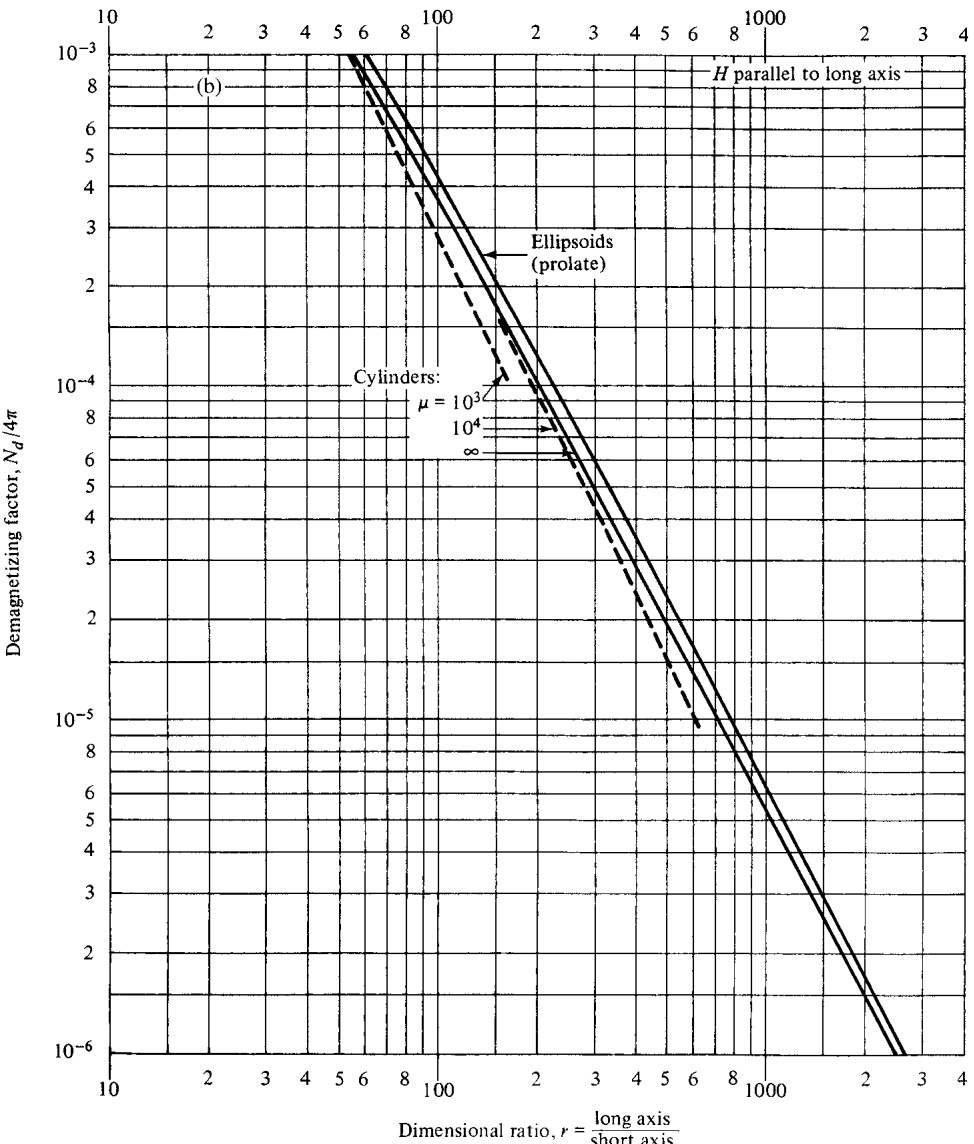 10 100 1000
2 3 4 5 6 8 2 3 4 5 6 8 2 3 4
10⁻³
(b)
H parallel to long axis
8
6
5
4
3
Ellipsoids
(prolate)
2
10⁻⁴
Cylinders:
μ = 10³
8
10⁴
6
∞
5
4
3
2
10⁻⁵
8
6
5
4
3
2
10⁻⁶
Demagnetizing factor, N_d/4π
10 2 3 4 5 6 8 100 2 3 4 5 6 8 1000 2 3 4
Dimensional ratio, r = long axis
short axis